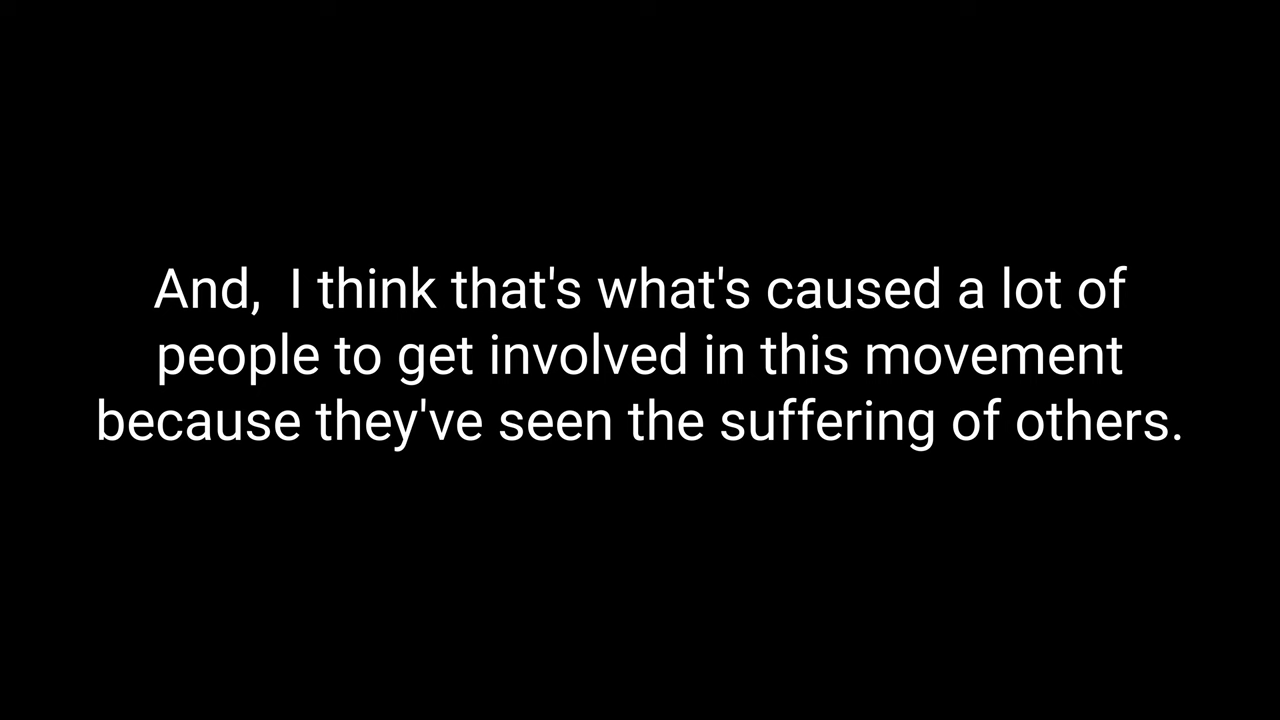 And,  I think that's what's caused a lot of
people to get involved in this movement
because they've seen the suffering of others.